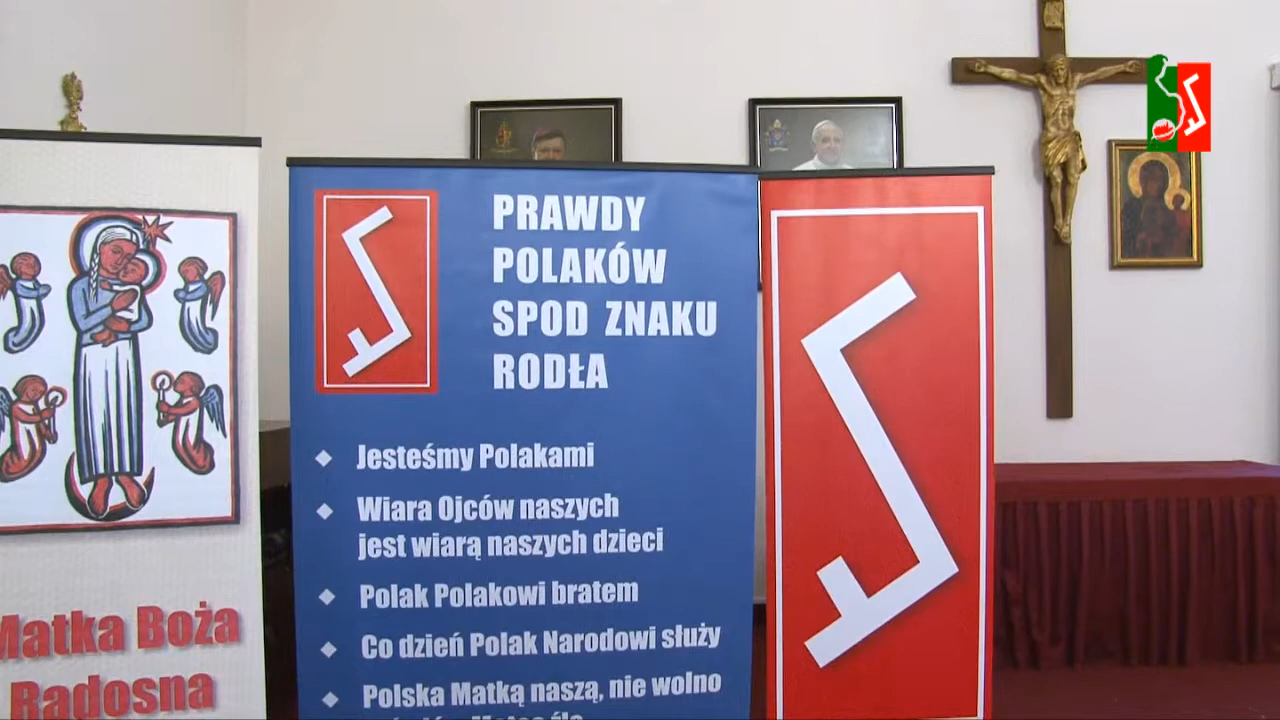 Matka Boża
Radosna
PRAWDY
POLAKÓW
SPOD ZNAKU
RODŁA
Jesteśmy Polakami
Wiara Ojców naszych
jest wiarą naszych dzieci
Polak Polakowi bratem
Co dzień Polak Narodowi służy
Polska Matką naszą, nie wolno